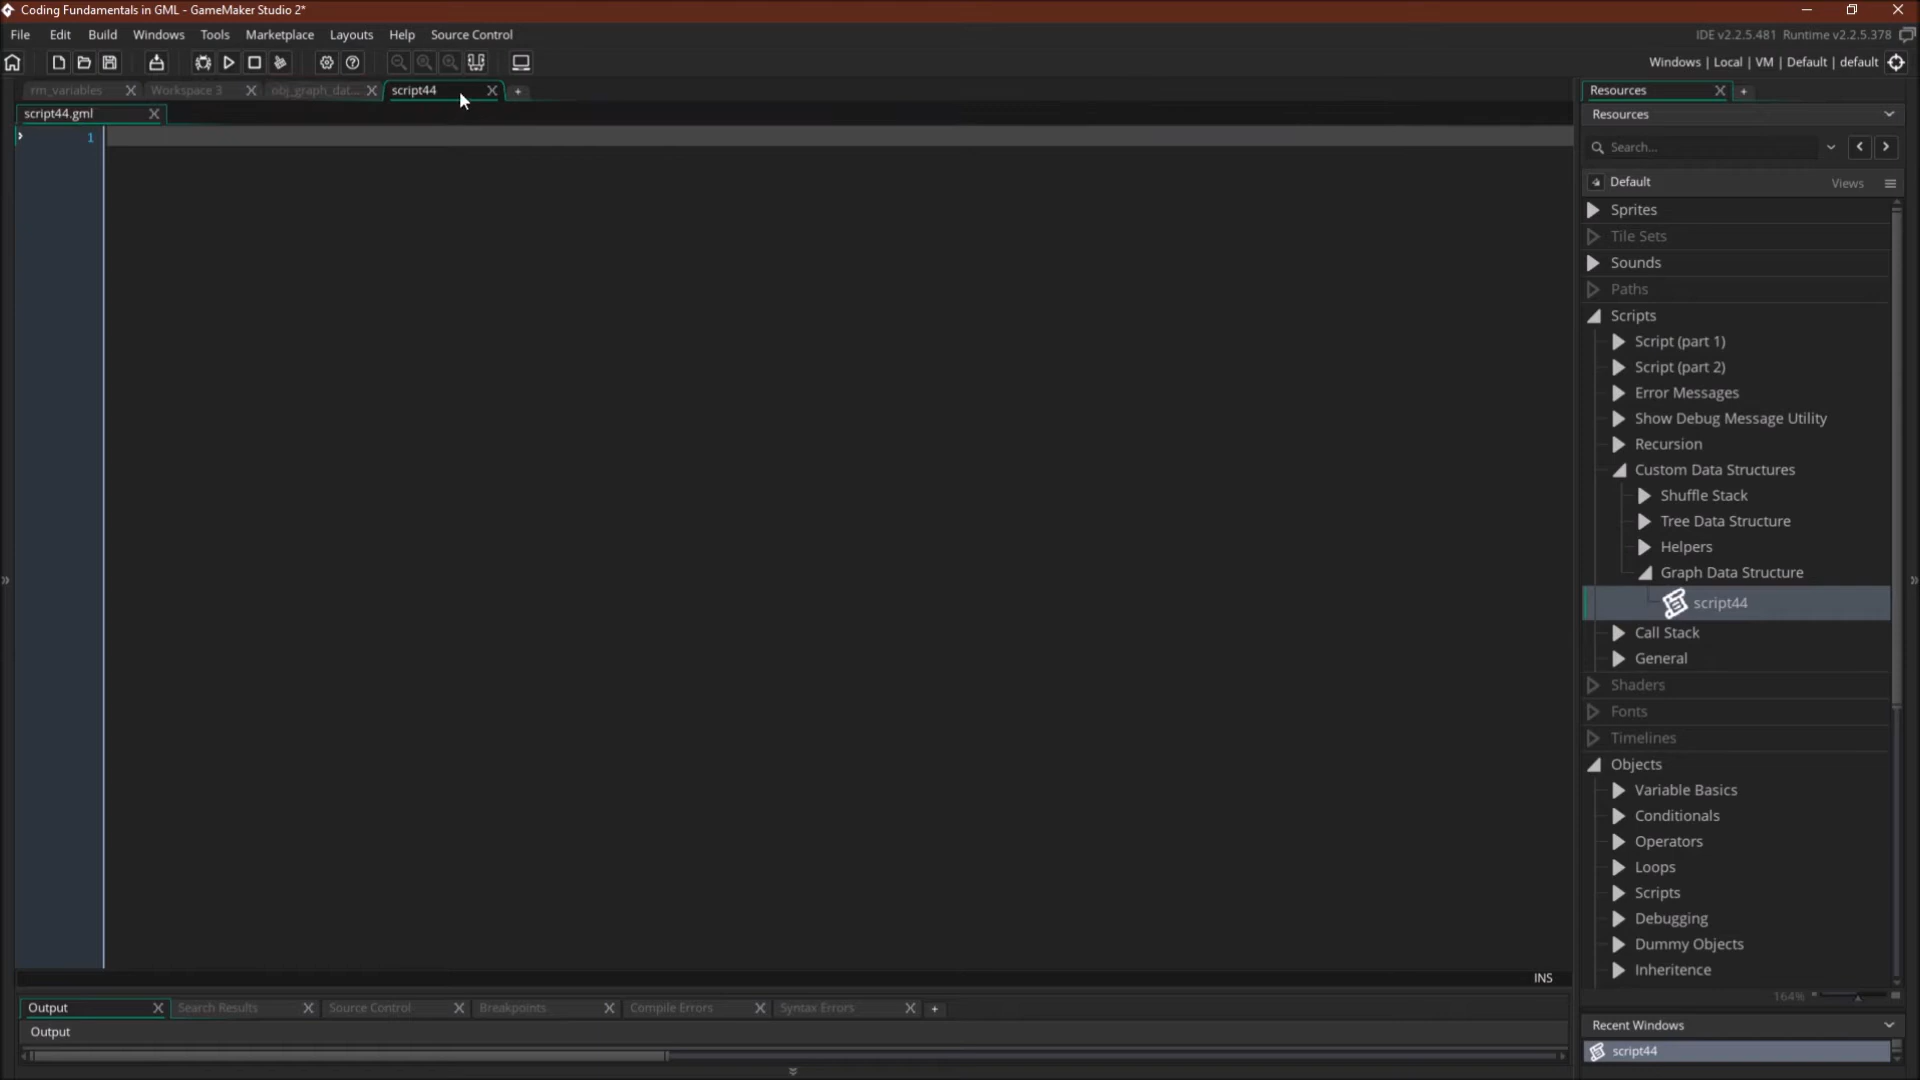 Coding Fundamentals in GML - GameMaker Studio 2*
File Edit Build Windows Tools Marketplace Layouts Help Source Control
IDE v2.2.5.481 Runtime v2.2.5.378
Windows | Local | VM | Default | default
rm_variables Workspace 3 obj_graph_dat... script44
script44.gml
1
INS
Output Search Results Source Control Breakpoints Compile Errors Syntax Errors
Output
Resources
Resources
Search...
Default Views
Sprites
Tile Sets
Sounds
Paths
Scripts
Script (part 1)
Script (part 2)
Error Messages
Show Debug Message Utility
Recursion
Custom Data Structures
Shuffle Stack
Tree Data Structure
Helpers
Graph Data Structure
script44
Call Stack
General
Shaders
Fonts
Timelines
Objects
Variable Basics
Conditionals
Operators
Loops
Scripts
Debugging
Dummy Objects
Inheritence
164%
Recent Windows
script44